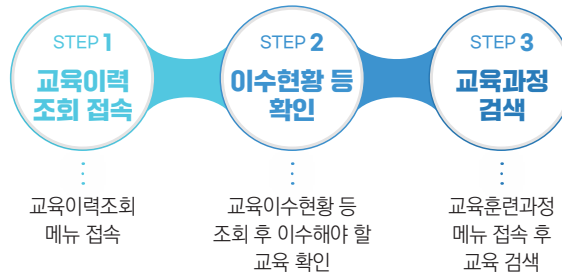 STEP 1
교육이력
조회 접속
교육이력조회
메뉴 접속
STEP 2
이수현황 등
확인
교육이수현황 등
조회 후 이수해야 할
교육 확인
STEP 3
교육과정
검색
교육훈련과정
메뉴 접속 후
교육 검색